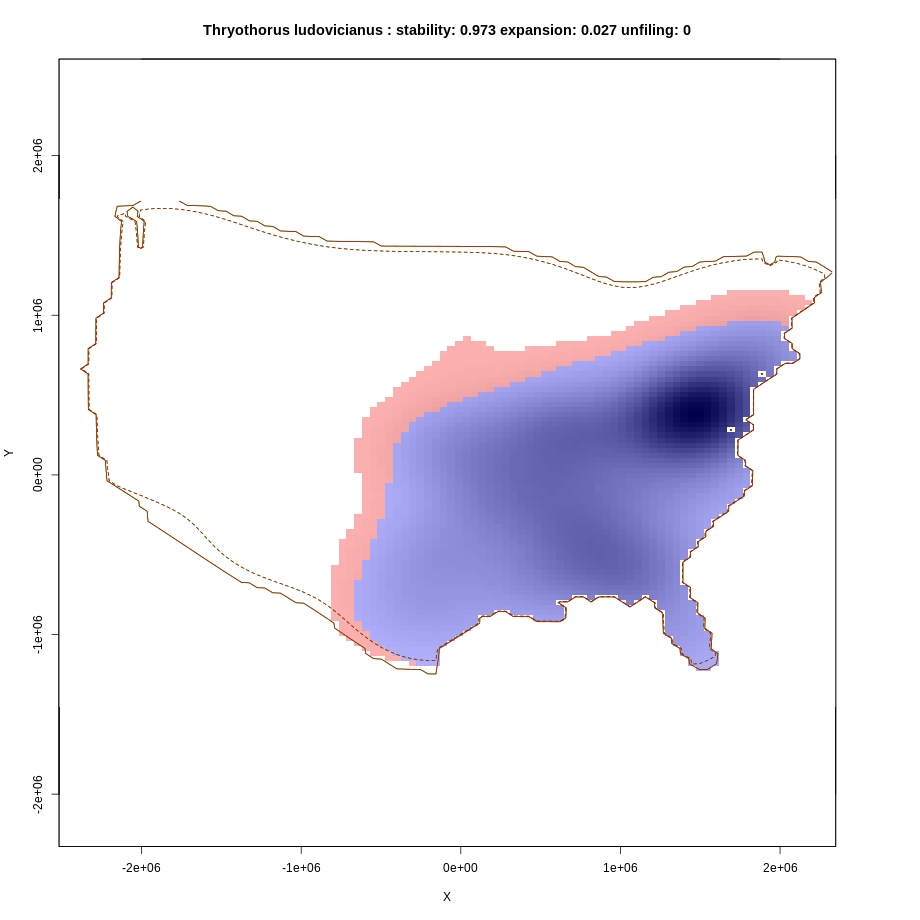 Thryothorus ludovicianus : stability: 0.973 expansion: 0.027 unfiling: 0
2e+06
1e+06
0e+00
-1e+06
-2e+06
Y
-2e+06 -1e+06 0e+00 1e+06 2e+06
X